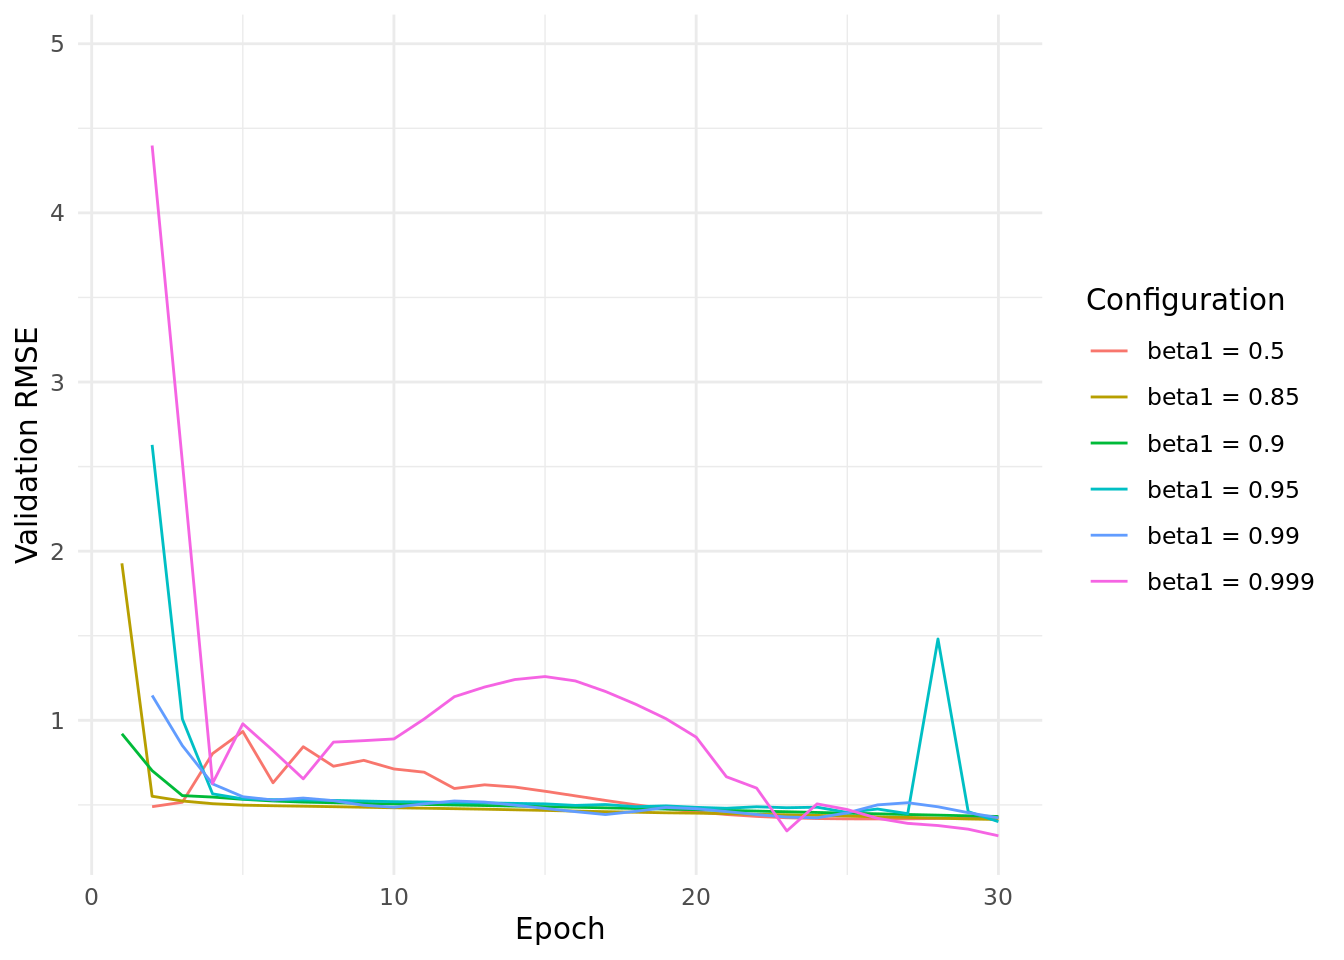 5
4
3
2
1
0
10
20
30
Epoch
Validation RMSE
Configuration
beta1 = 0.5
beta1 = 0.85
beta1 = 0.9
beta1 = 0.95
beta1 = 0.99
beta1 = 0.999